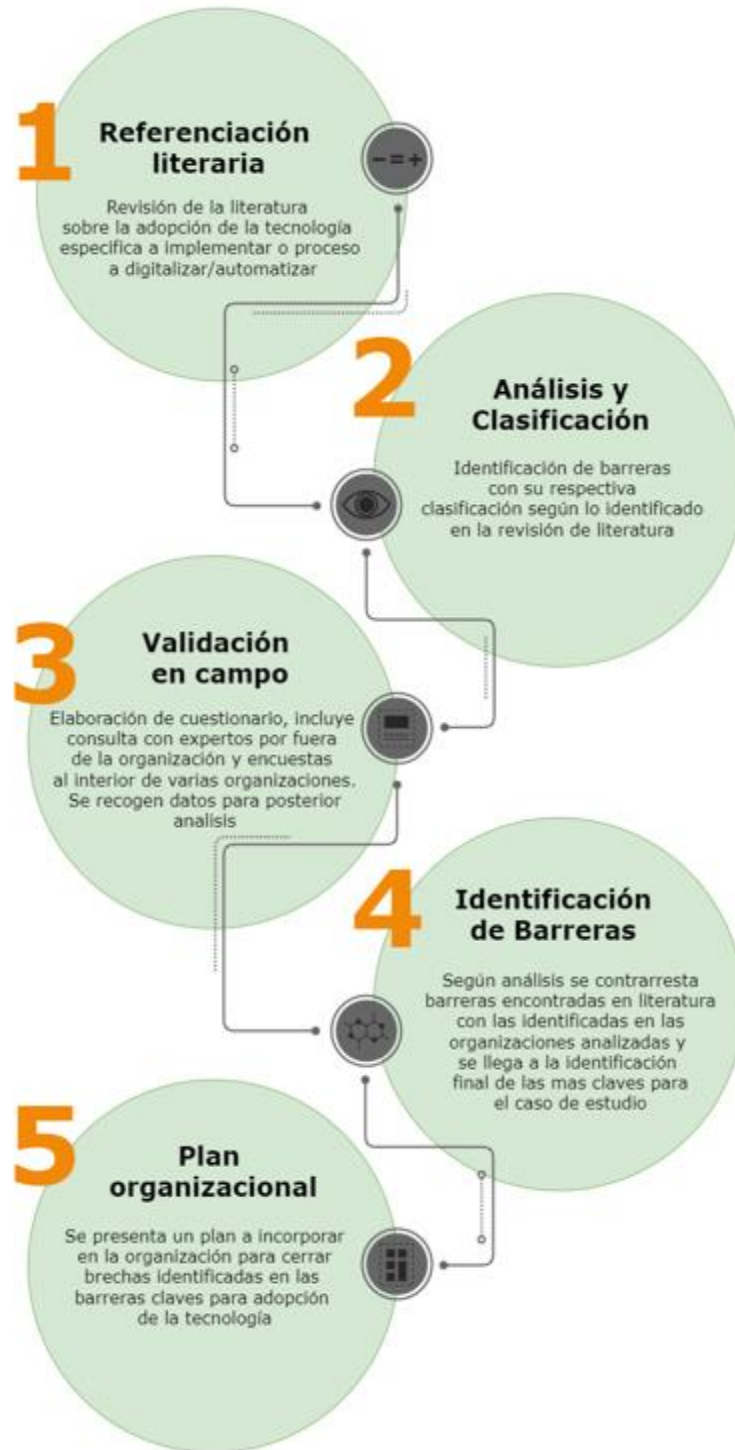 1
Referenciación
literaria
Revisión de la literatura
sobre la adopción de la tecnología
especifica a implementar o proceso
a digitalizar/automatizar
- = +
2
Análisis y
Clasificación
Identificación de barreras
con su respectiva
clasificación según lo identificado
en la revisión de literatura
3
Validación
en campo
Elaboración de cuestionario, incluye
consulta con expertos por fuera
de la organización y encuestas
al interior de varias organizaciones.
Se recogen datos para posterior
analisis
4
Identificación
de Barreras
Según análisis se contrarresta
barreras encontradas en literatura
con las identificadas en las
organizaciones analizadas y
se llega a la identificación
final de las mas claves para
el caso de estudio
5
Plan
organizacional
Se presenta un plan a incorporar
en la organización para cerrar
brechas identificadas en las
barreras claves para adopción
de la tecnología